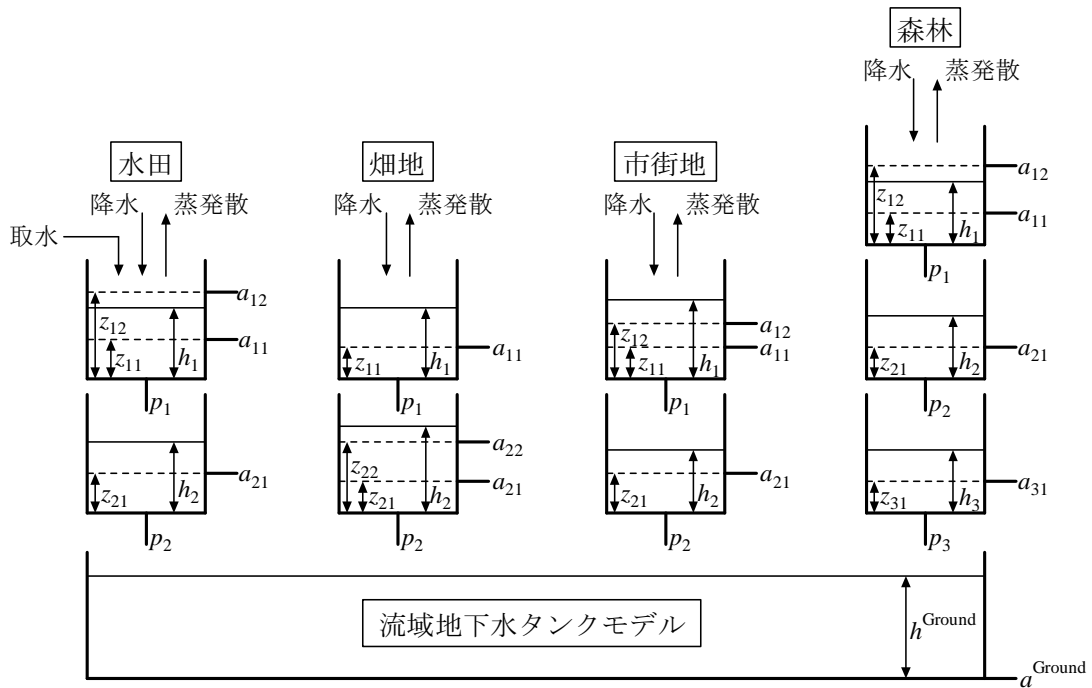 森林
降水 蒸発散
a12
z12
a11
z11
h1
p1
a21
z21
h2
p2
a31
z31
h3
p3
水田
降水 蒸発散
取水
a12
z12
a11
z11
h1
p1
a21
z21
h2
p2
畑地
降水 蒸発散
a11
z11
h1
p1
a22
z22
a21
z21
h2
p2
市街地
降水 蒸発散
a12
z12
a11
z11
h1
p1
a21
z21
h2
p2
流域地下水タンクモデル
hGround
aGround